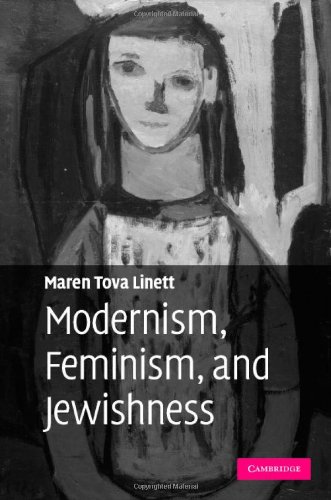 Maren Tova Linett
Modernism,
Feminism, and
Jewishness
CAMBRIDGE